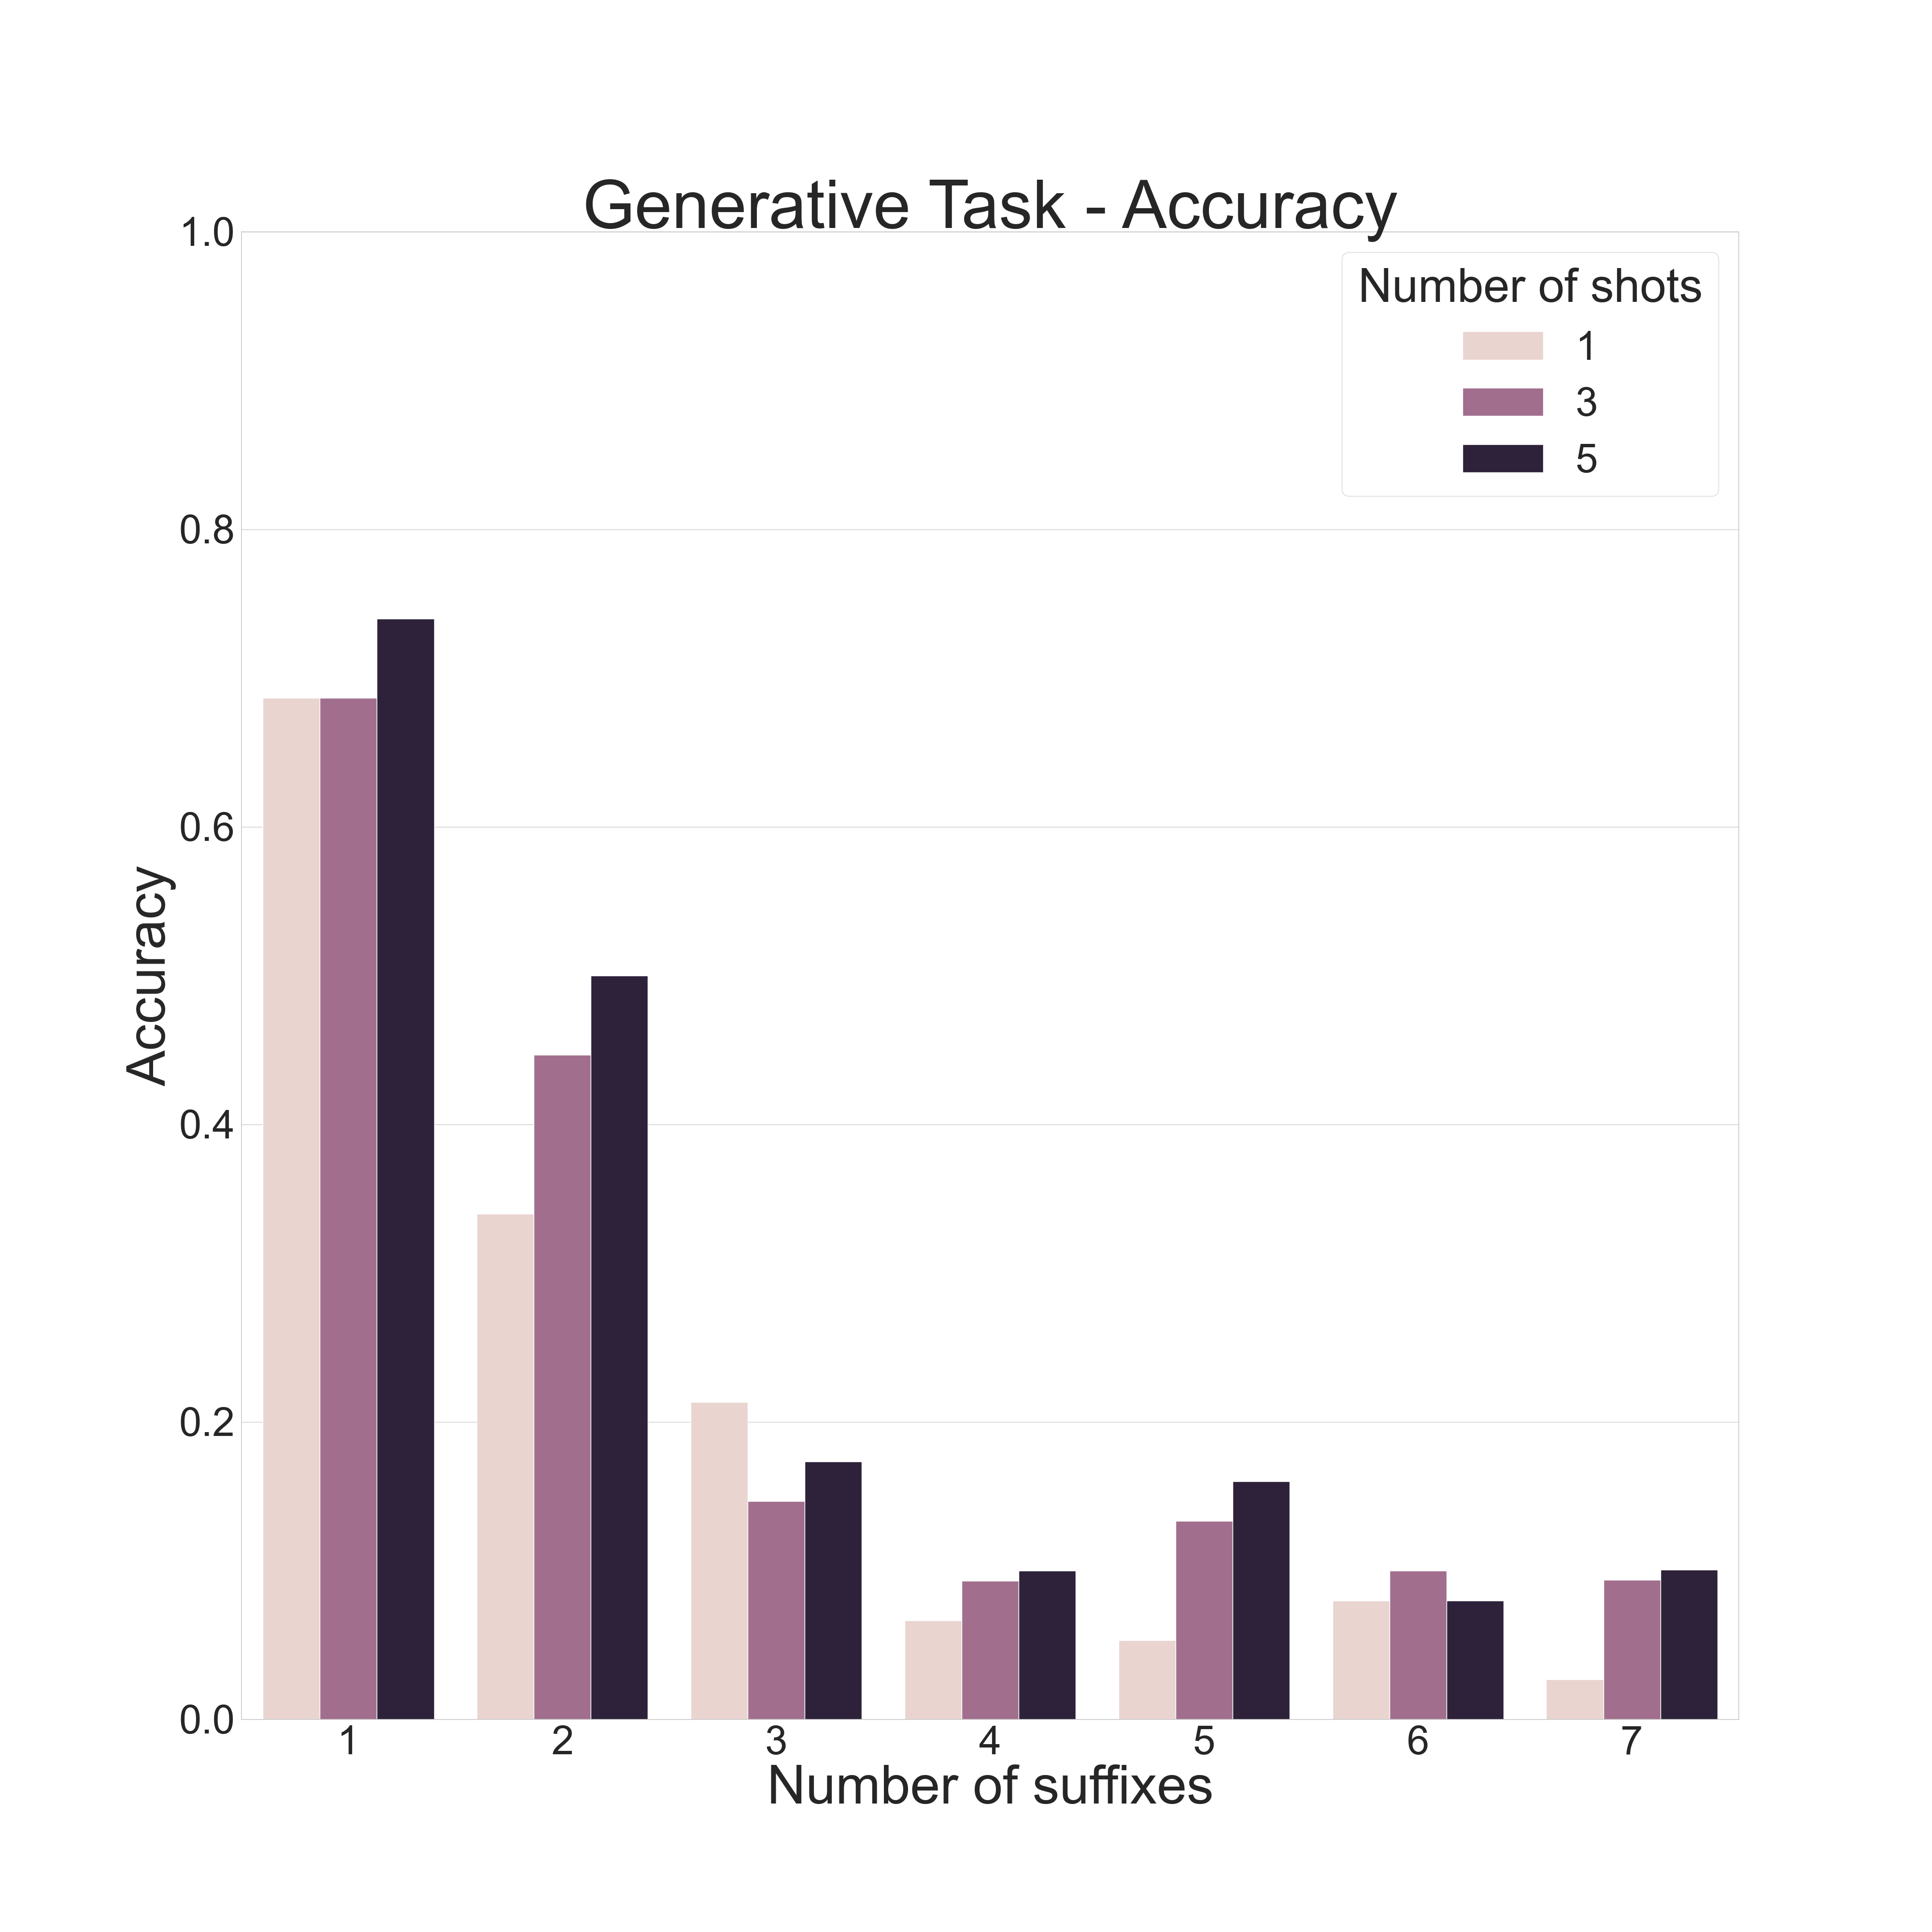 Generative Task - Accuracy
Number of shots
1
3
5
Accuracy
1.0
0.8
0.6
0.4
0.2
0.0
1 2 3 4 5 6 7
Number of suffixes